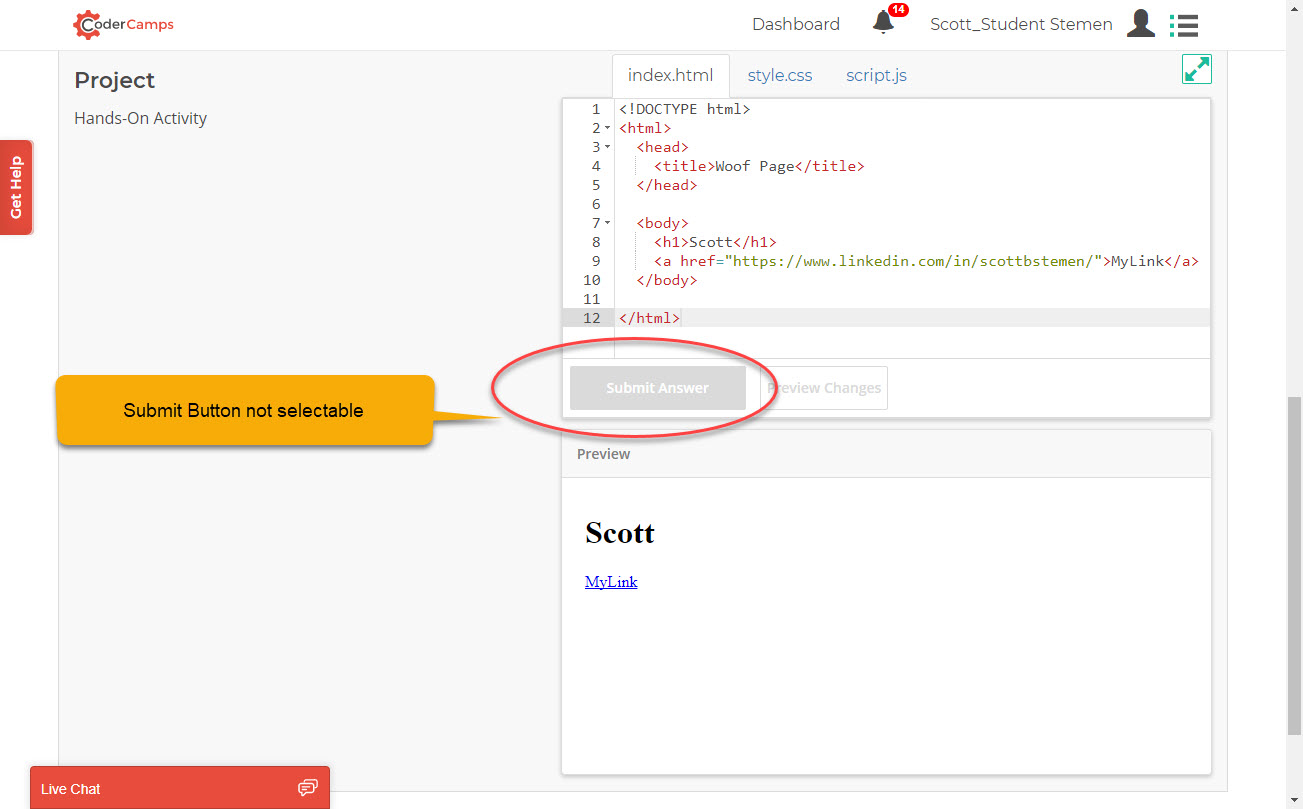 CoderCamps
Dashboard
14
Scott_Student Stemen
Project
Hands-On Activity
Get Help
index.html
style.css
script.js
1 <!DOCTYPE html>
2 <html>
3 <head>
4 <title>Woof Page</title>
5 </head>
6
7 <body>
8 <h1>Scott</h1>
9 <a href="https://www.linkedin.com/in/scottbstemen/">MyLink</a>
10 </body>
11
12 </html>
Submit Answer
Preview Changes
Submit Button not selectable
Preview
Scott
MyLink
Live Chat